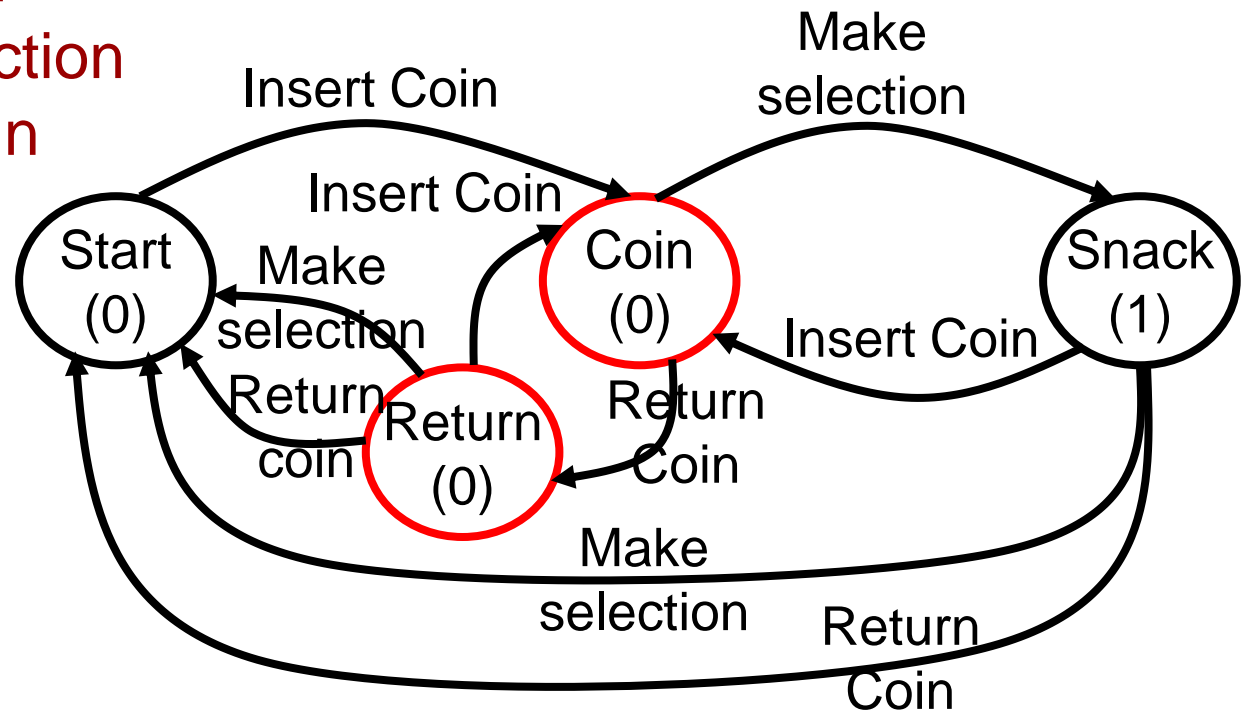 ction
n
Insert Coin
Make
selection
Insert Coin
Start
(0)
Make
selection
Coin
(0)
Snack
(1)
Insert Coin
Return
coin
Return
(0)
Return
Coin
Make
selection
Return
Coin